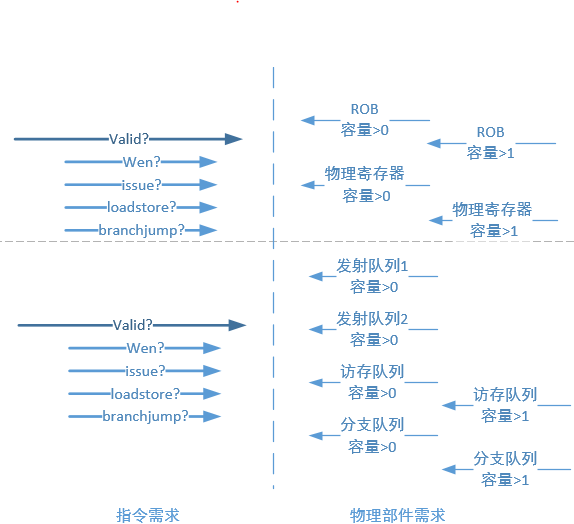 Valid?
Wen?
issue?
loadstore?
branchjump?
ROB
容量>0
ROB
容量>1
物理寄存器
容量>0
物理寄存器
容量>1
Valid?
Wen?
issue?
loadstore?
branchjump?
发射队列1
容量>0
发射队列2
容量>0
访存队列
容量>0
访存队列
容量>1
分支队列
容量>0
分支队列
容量>1
指令需求
物理部件需求